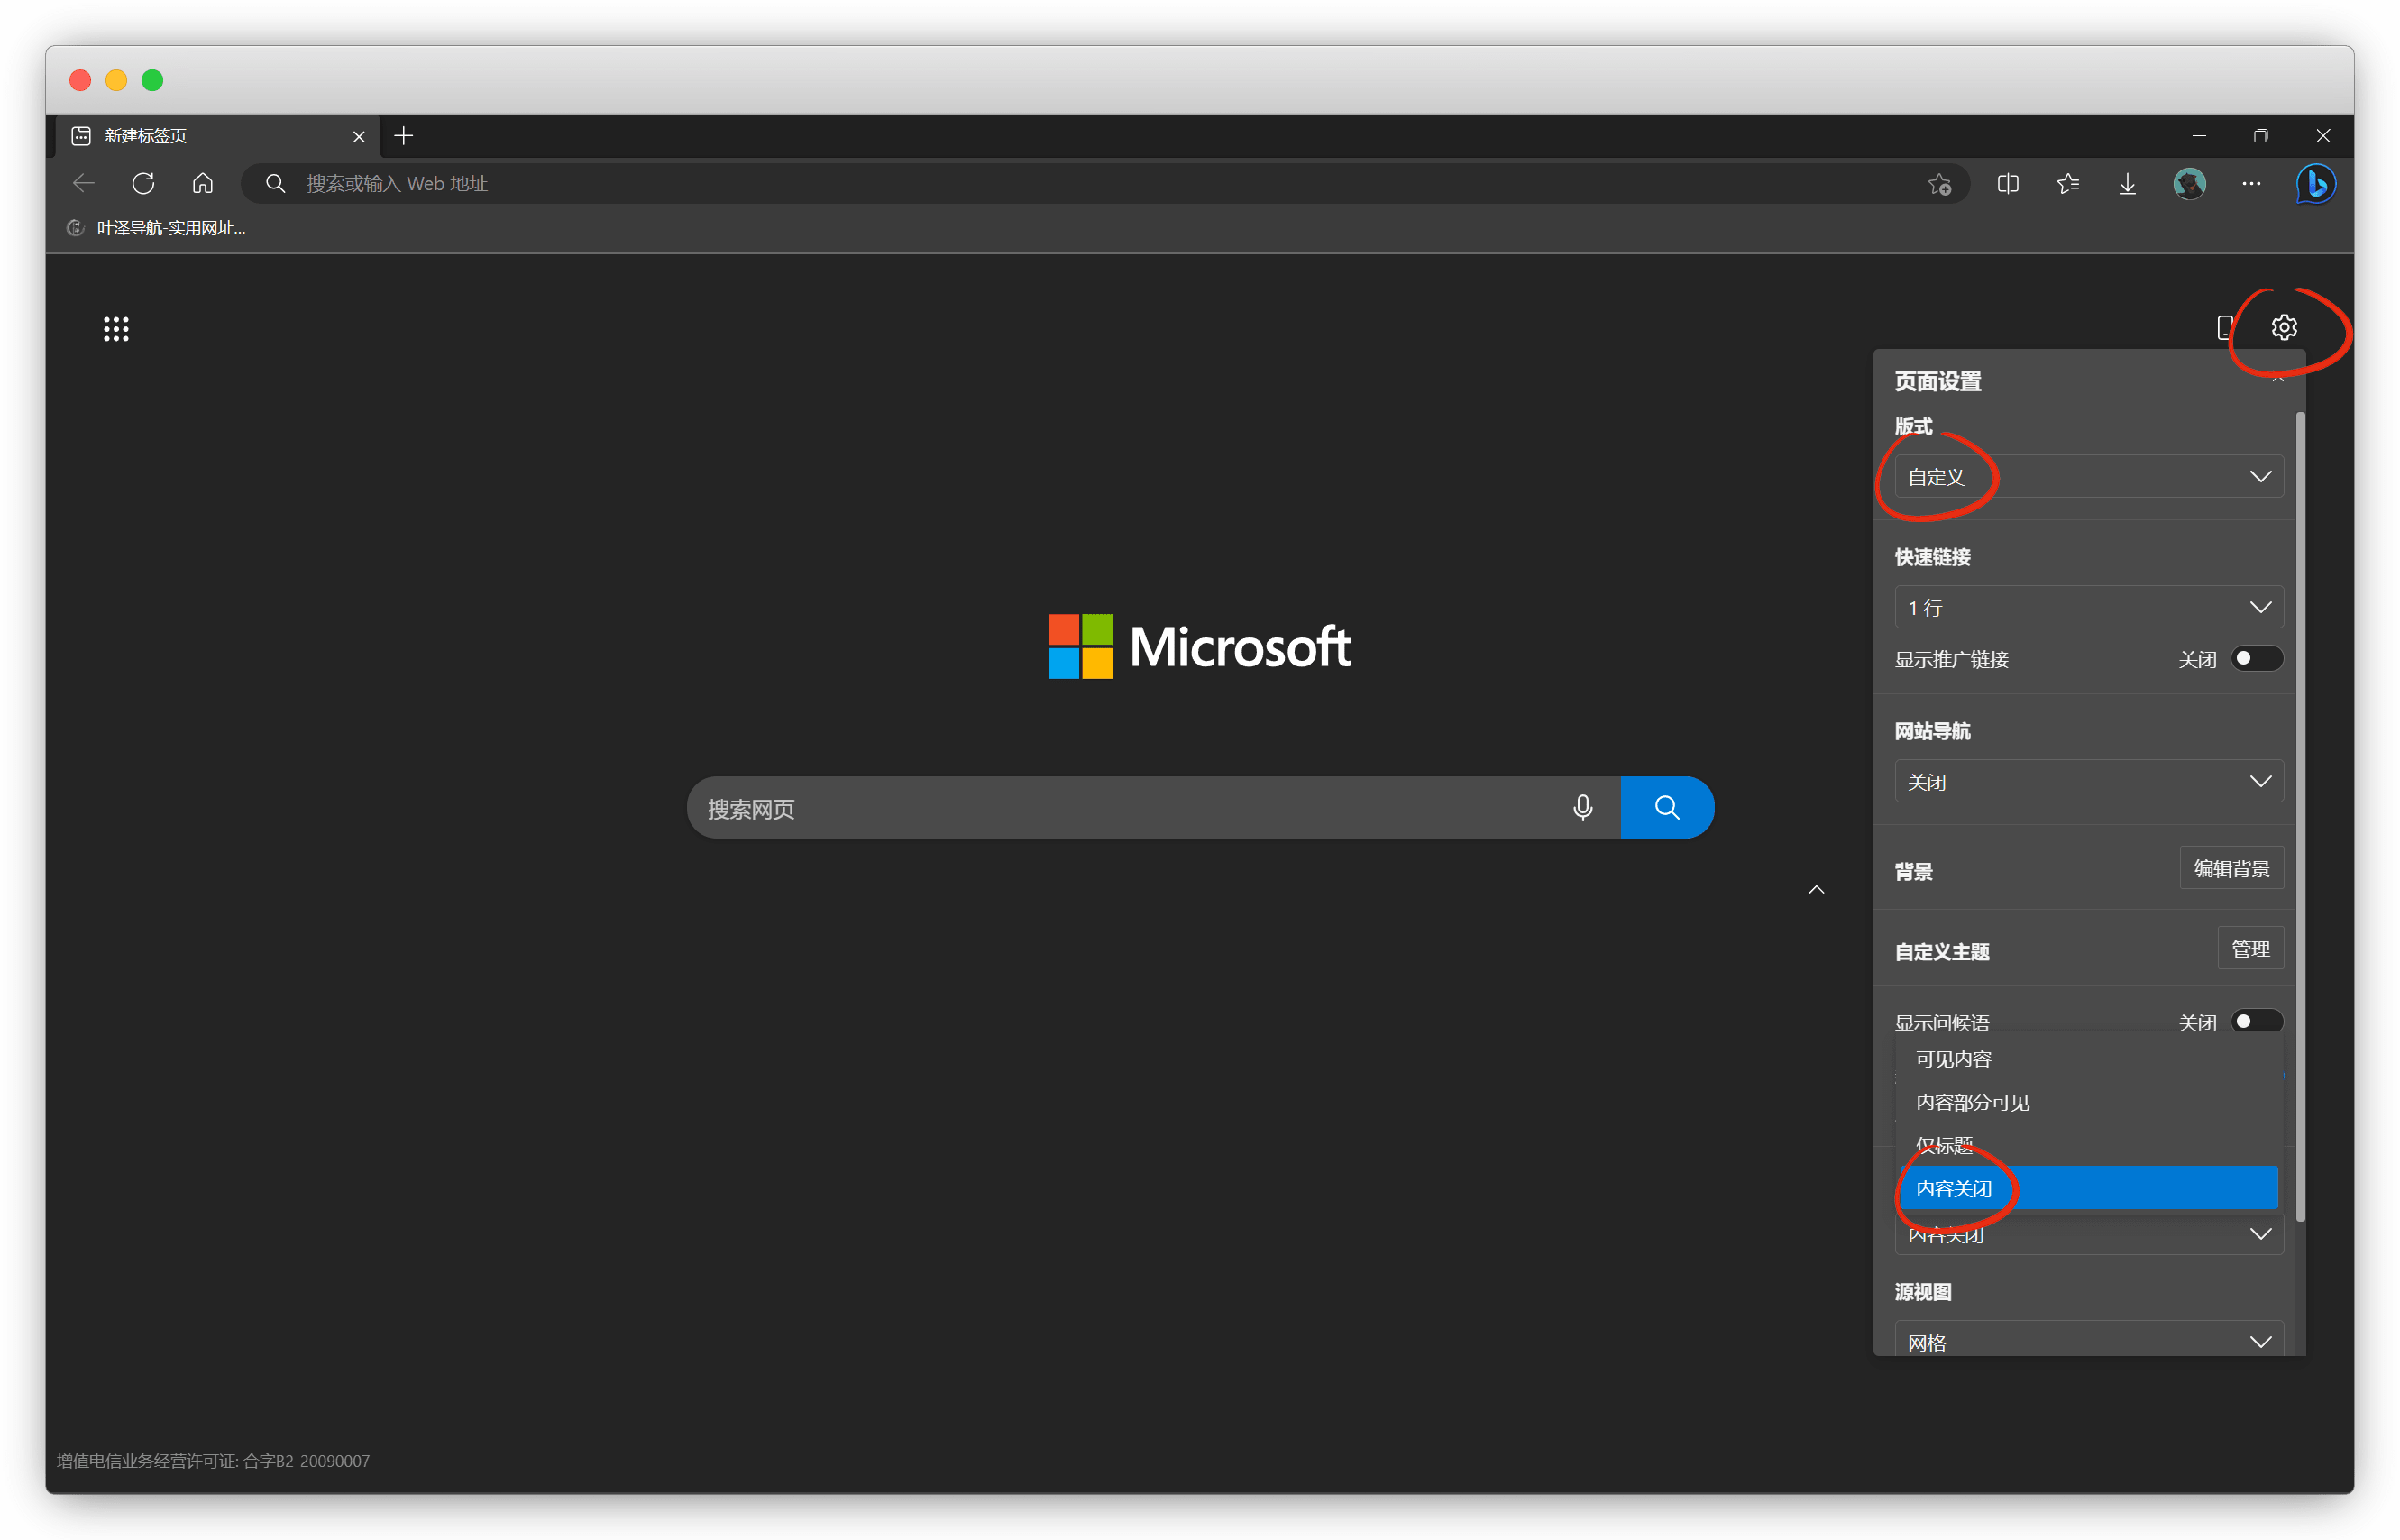 新建标签页
搜索或输入 Web 地址
叶泽导航-实用网址...
页面设置
版式
自定义
快速链接
1 行
显示推广链接 关闭
网站导航
关闭
背景 编辑背景
自定义主题 管理
显示问候语 关闭
可见内容
内容部分可见
仅标题
内容关闭
内容关闭
源视图
网格
Microsoft
搜索网页
增值电信业务经营许可证: 合字B2-20090007